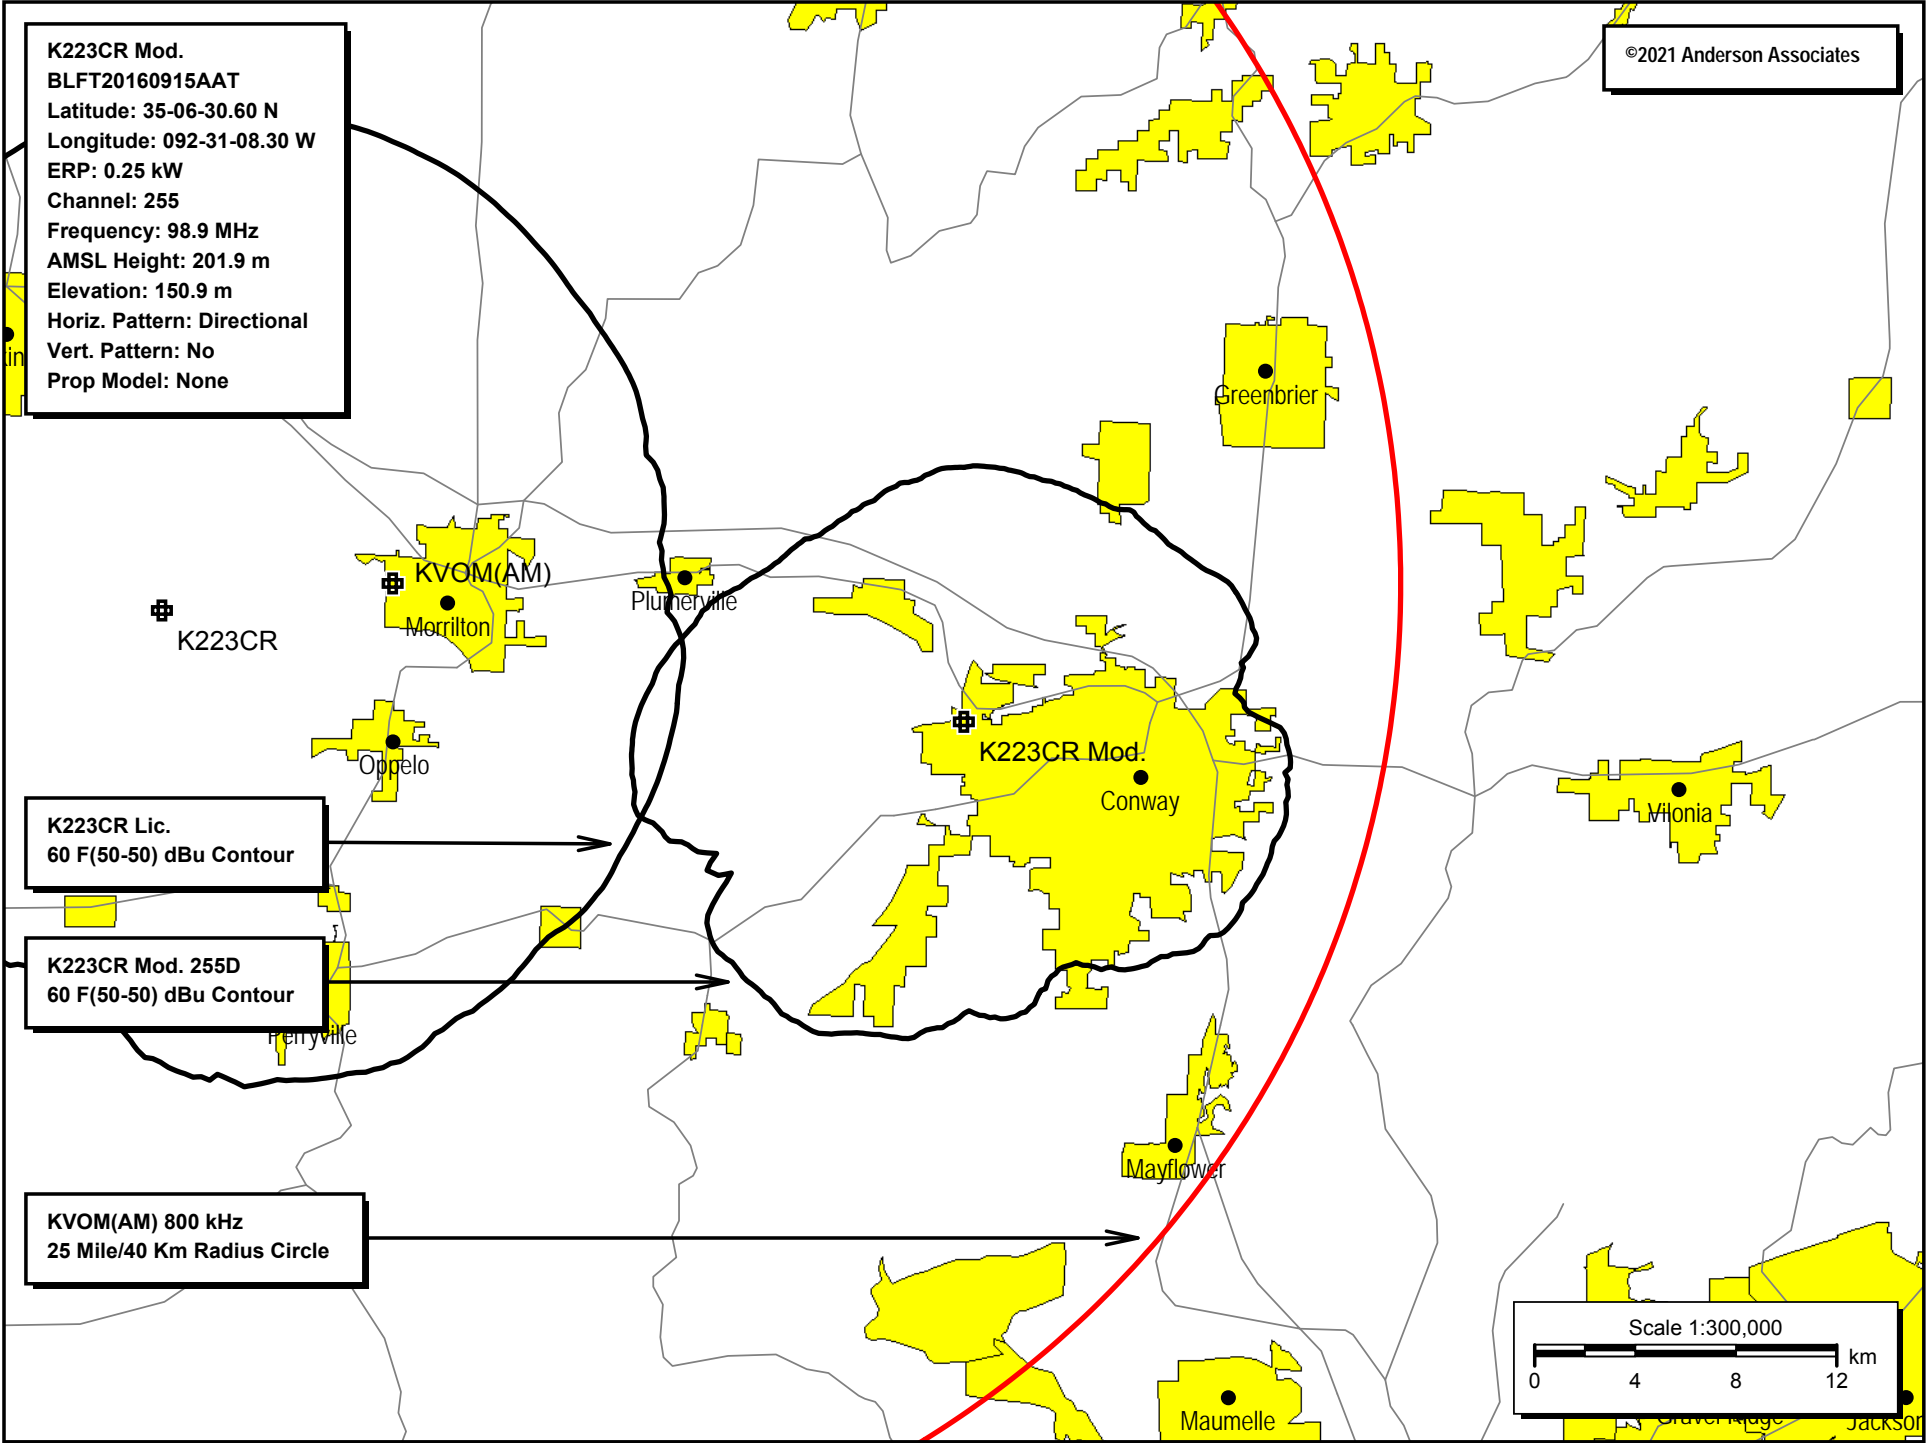 K223CR Mod.
BLFT20160915AAT
Latitude: 35-06-30.60 N
Longitude: 092-31-08.30 W
ERP: 0.25 kW
Channel: 255
Frequency: 98.9 MHz
AMSL Height: 201.9 m
Elevation: 150.9 m
Horiz. Pattern: Directional
Vert. Pattern: No
Prop Model: None
©2021 Anderson Associates
Greenbrier
KVOM(AM)
Morrilton
Plumerville
K223CR
Oppelo
K223CR Mod.
Conway
Vilonia
K223CR Lic.
60 F(50-50) dBu Contour
K223CR Mod. 255D
60 F(50-50) dBu Contour
Perryville
Mayflower
KVOM(AM) 800 kHz
25 Mile/40 Km Radius Circle
Maumelle
Scale 1:300,000
km
0 4 8 12
Gravel Ridge
Jackson